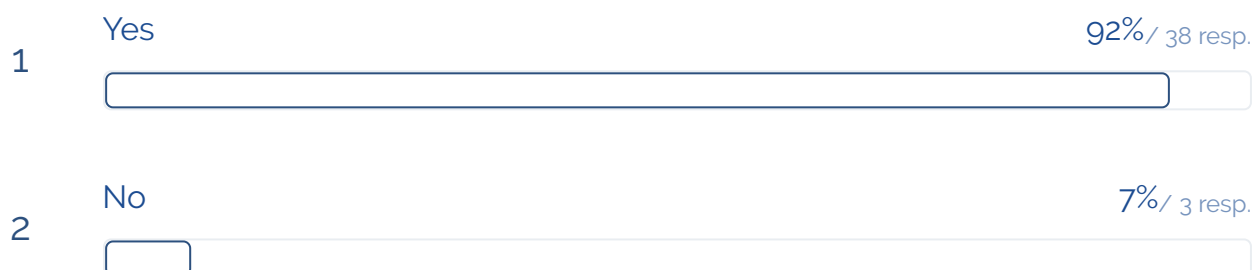 1
Yes
92% / 38 resp.
2
No
7% / 3 resp.